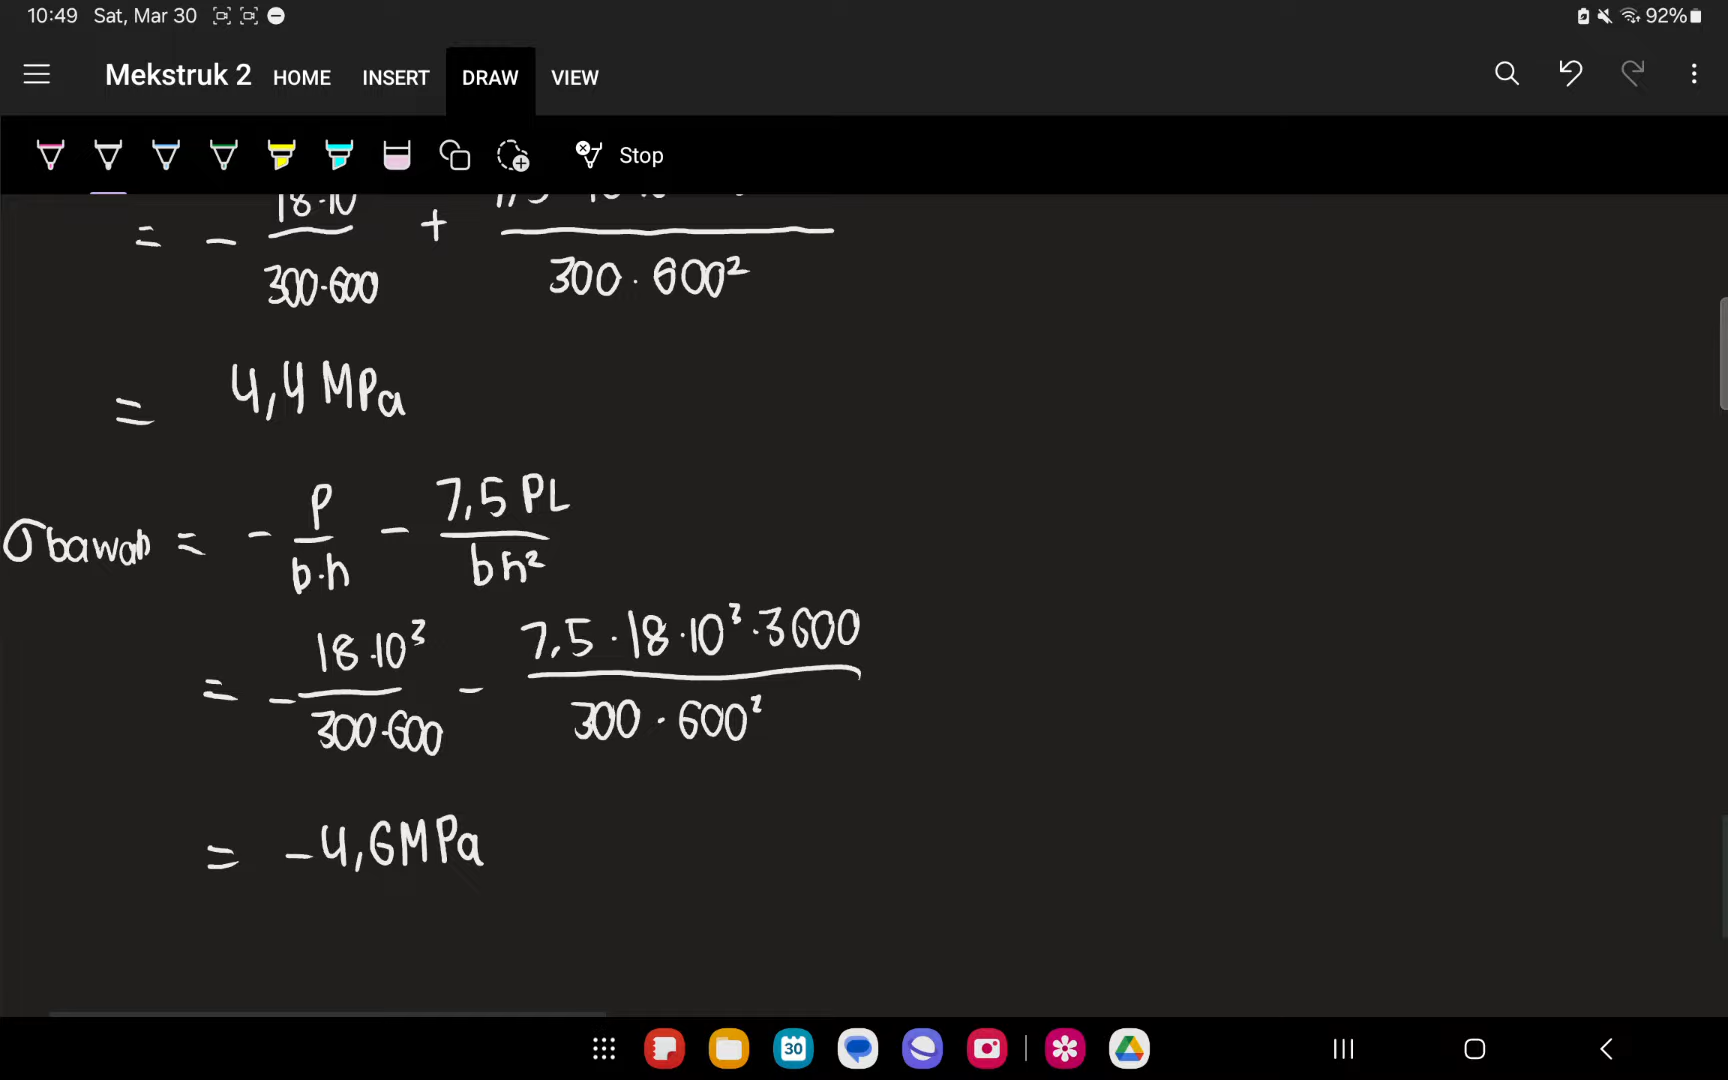 10:49 Sat, Mar 30 92%
Mekstruk 2 HOME INSERT DRAW VIEW
Stop
= - 18·10 / 300·600 + / 300 · 600²
= 4,4 MPa
σbawah = - P / b·h - 7,5 PL / bh²
= - 18·10³ / 300·600 - 7,5 · 18·10³ · 3600 / 300 · 600²
= - 4,6 MPa
30